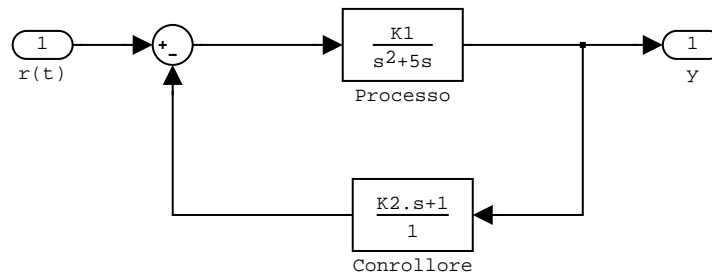 1
r(t)
+
−
K1
s²+5s
Processo
1
y
K2.s+1
1
Conrollore